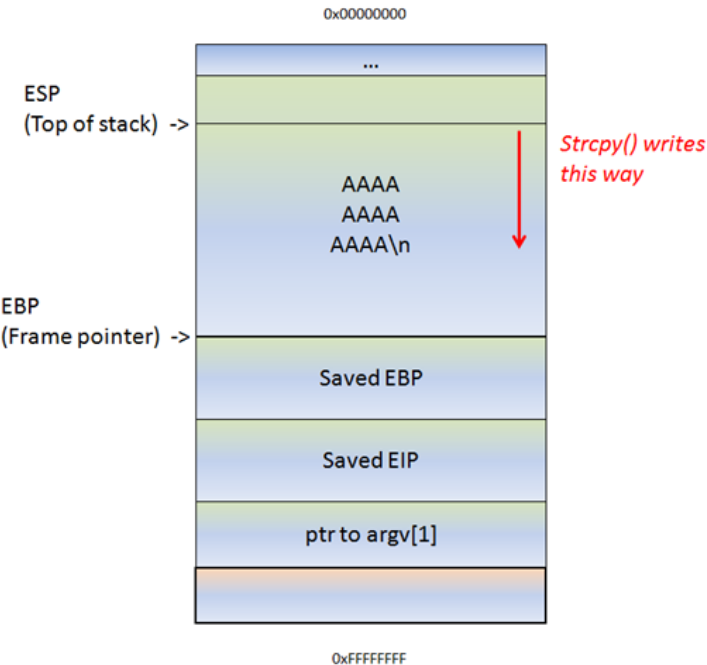 0x00000000
...
ESP
(Top of stack) ->
Strcpy() writes
this way
AAAA
AAAA
AAAA\n
EBP
(Frame pointer) ->
Saved EBP
Saved EIP
ptr to argv[1]
0xFFFFFFFF